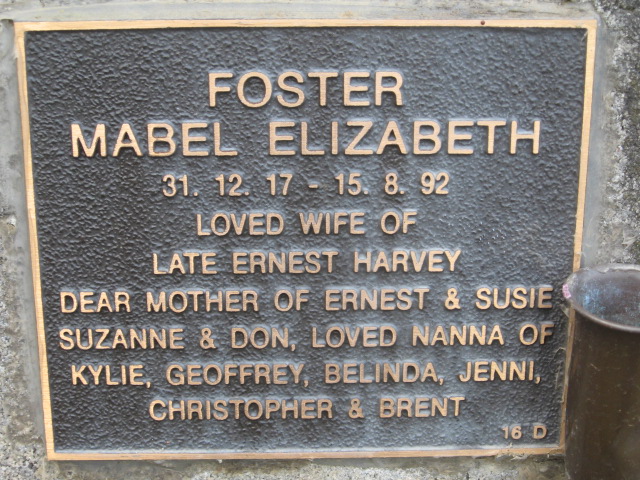 FOSTER
MABEL ELIZABETH
31. 12. 17 - 15. 8. 92
LOVED WIFE OF
LATE ERNEST HARVEY
DEAR MOTHER OF ERNEST & SUSIE
SUZANNE & DON, LOVED NANNA OF
KYLIE, GEOFFREY, BELINDA, JENNI,
CHRISTOPHER & BRENT
16 D